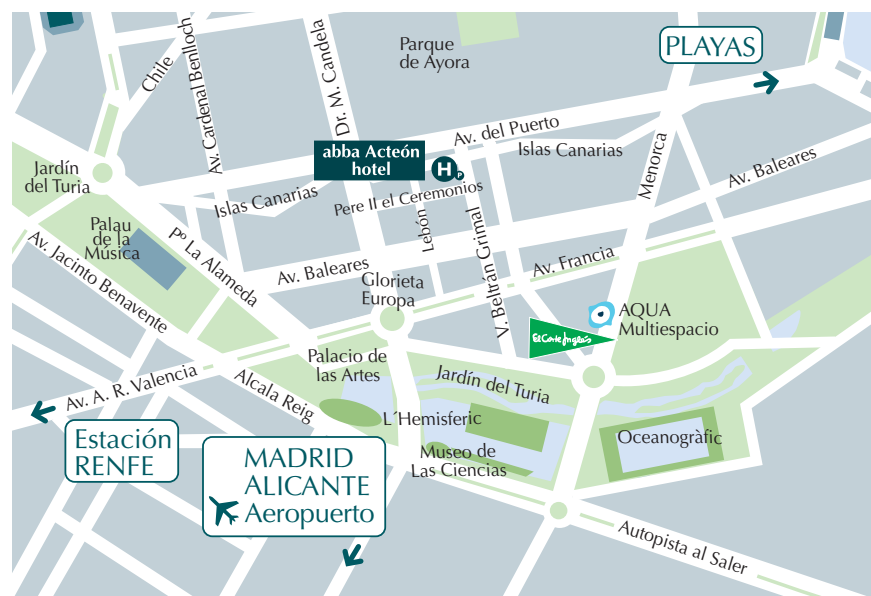 PLAYAS
Parque
de Ayora
Chile
Av. Cardenal Benlloch
Dr. M. Candela
Av. del Puerto
Islas Canarias
Menorca
Av. Baleares
abba Acteón
hotel
H
P
Jardín
del Turia
Islas Canarias
Pere II el Ceremonios
Lebón
V. Beltrán Grimal
Palau
de la
Música
Pº La Alameda
Av. Jacinto Benavente
Av. Baleares
Av. Francia
Glorieta
Europa
AQUA
Multiespacio
El Corte Inglés
Palacio de
las Artes
Av. A. R. Valencia
Alcala Reig
Jardín del Turia
L´Hemisferic
Museo de
Las Ciencias
Oceanogràfic
Estación
RENFE
MADRID
ALICANTE
Aeropuerto
Autopista al Saler